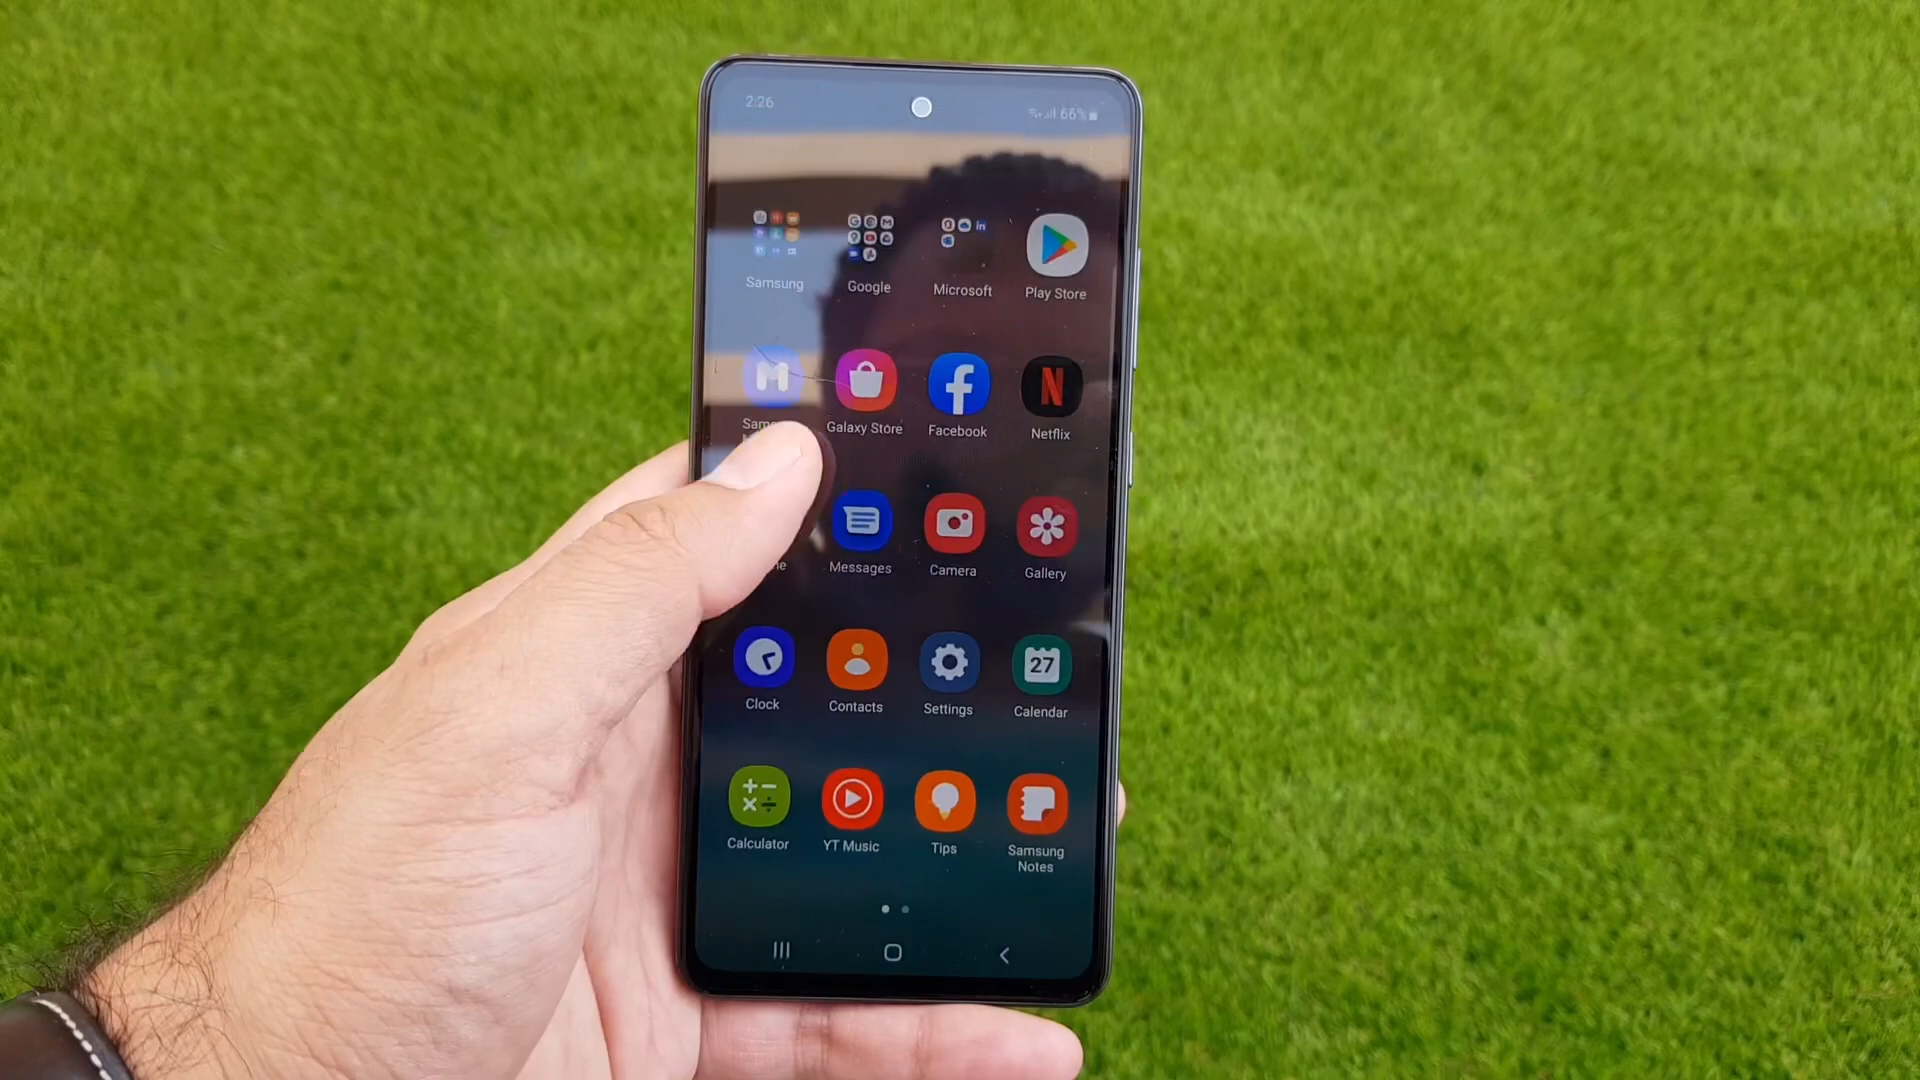 2:26
66%
Samsung
Google
Microsoft
Play Store
Galaxy Store
Facebook
N
Netflix
Messages
Camera
Gallery
27
Clock
Contacts
Settings
Calendar
Calculator
YT Music
Tips
Samsung
Notes